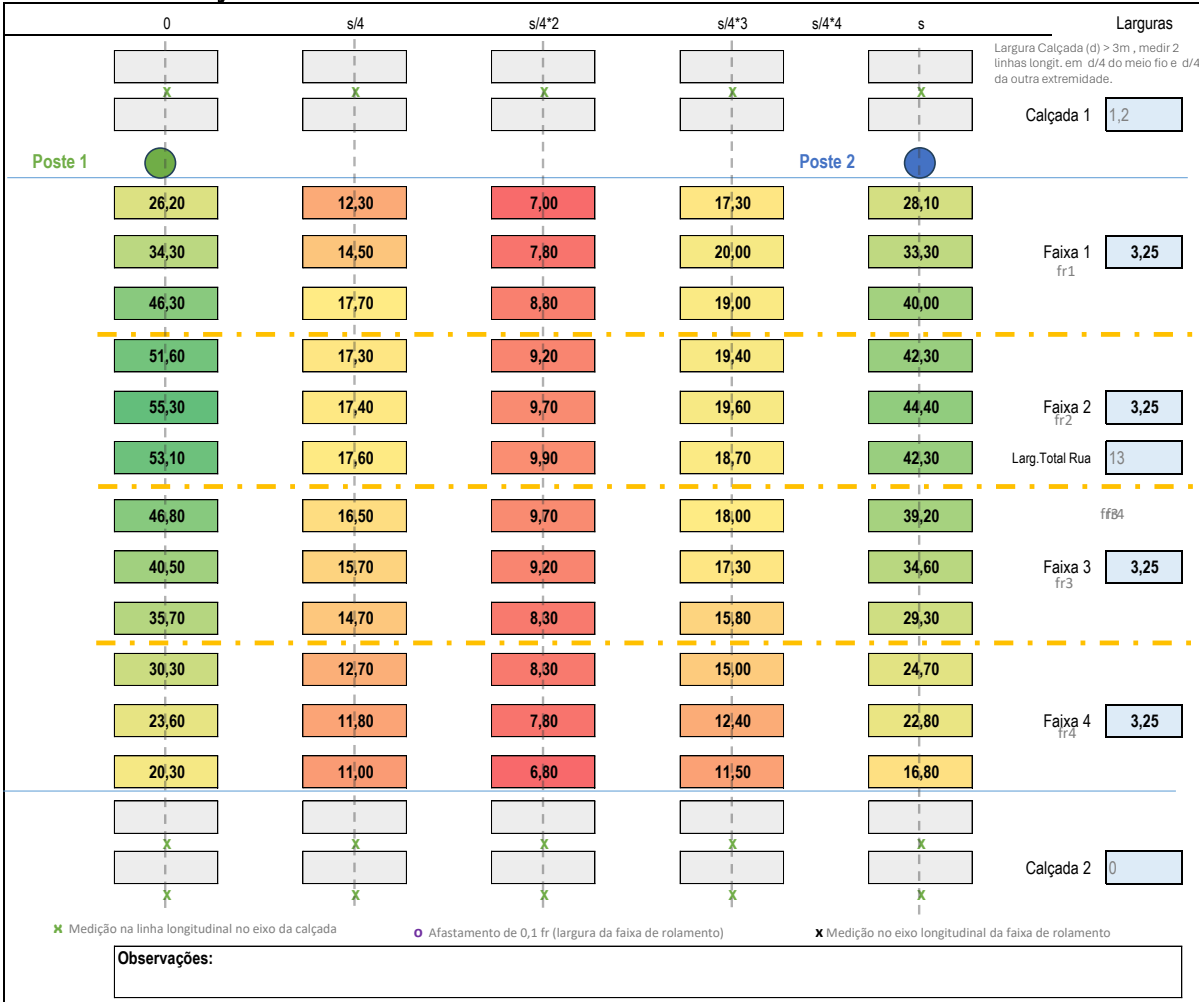 0 s/4 s/4*2 s/4*3 s/4*4 s Larguras
Largura Calçada (d) > 3m , medir 2
linhas longit. em d/4 do meio fio e d/4
da outra extremidade.
x x x x x
Calçada 1 1,2
Poste 1 Poste 2
26,20 12,30 7,00 17,30 28,10
34,30 14,50 7,80 20,00 33,30 Faixa 1 3,25
fr1
46,30 17,70 8,80 19,00 40,00
51,60 17,30 9,20 19,40 42,30
55,30 17,40 9,70 19,60 44,40 Faixa 2 3,25
fr2
53,10 17,60 9,90 18,70 42,30 Larg.Total Rua 13
46,80 16,50 9,70 18,00 39,20
40,50 15,70 9,20 17,30 34,60 Faixa 3 3,25
fr3
35,70 14,70 8,30 15,80 29,30
30,30 12,70 8,30 15,00 24,70
23,60 11,80 7,80 12,40 22,80 Faixa 4 3,25
fr4
20,30 11,00 6,80 11,50 16,80
x x x x x
Calçada 2 0
x x x x x
x Medição na linha longitudinal no eixo da calçada o Afastamento de 0,1 fr (largura da faixa de rolamento) x Medição no eixo longitudinal da faixa de rolamento
Observações: